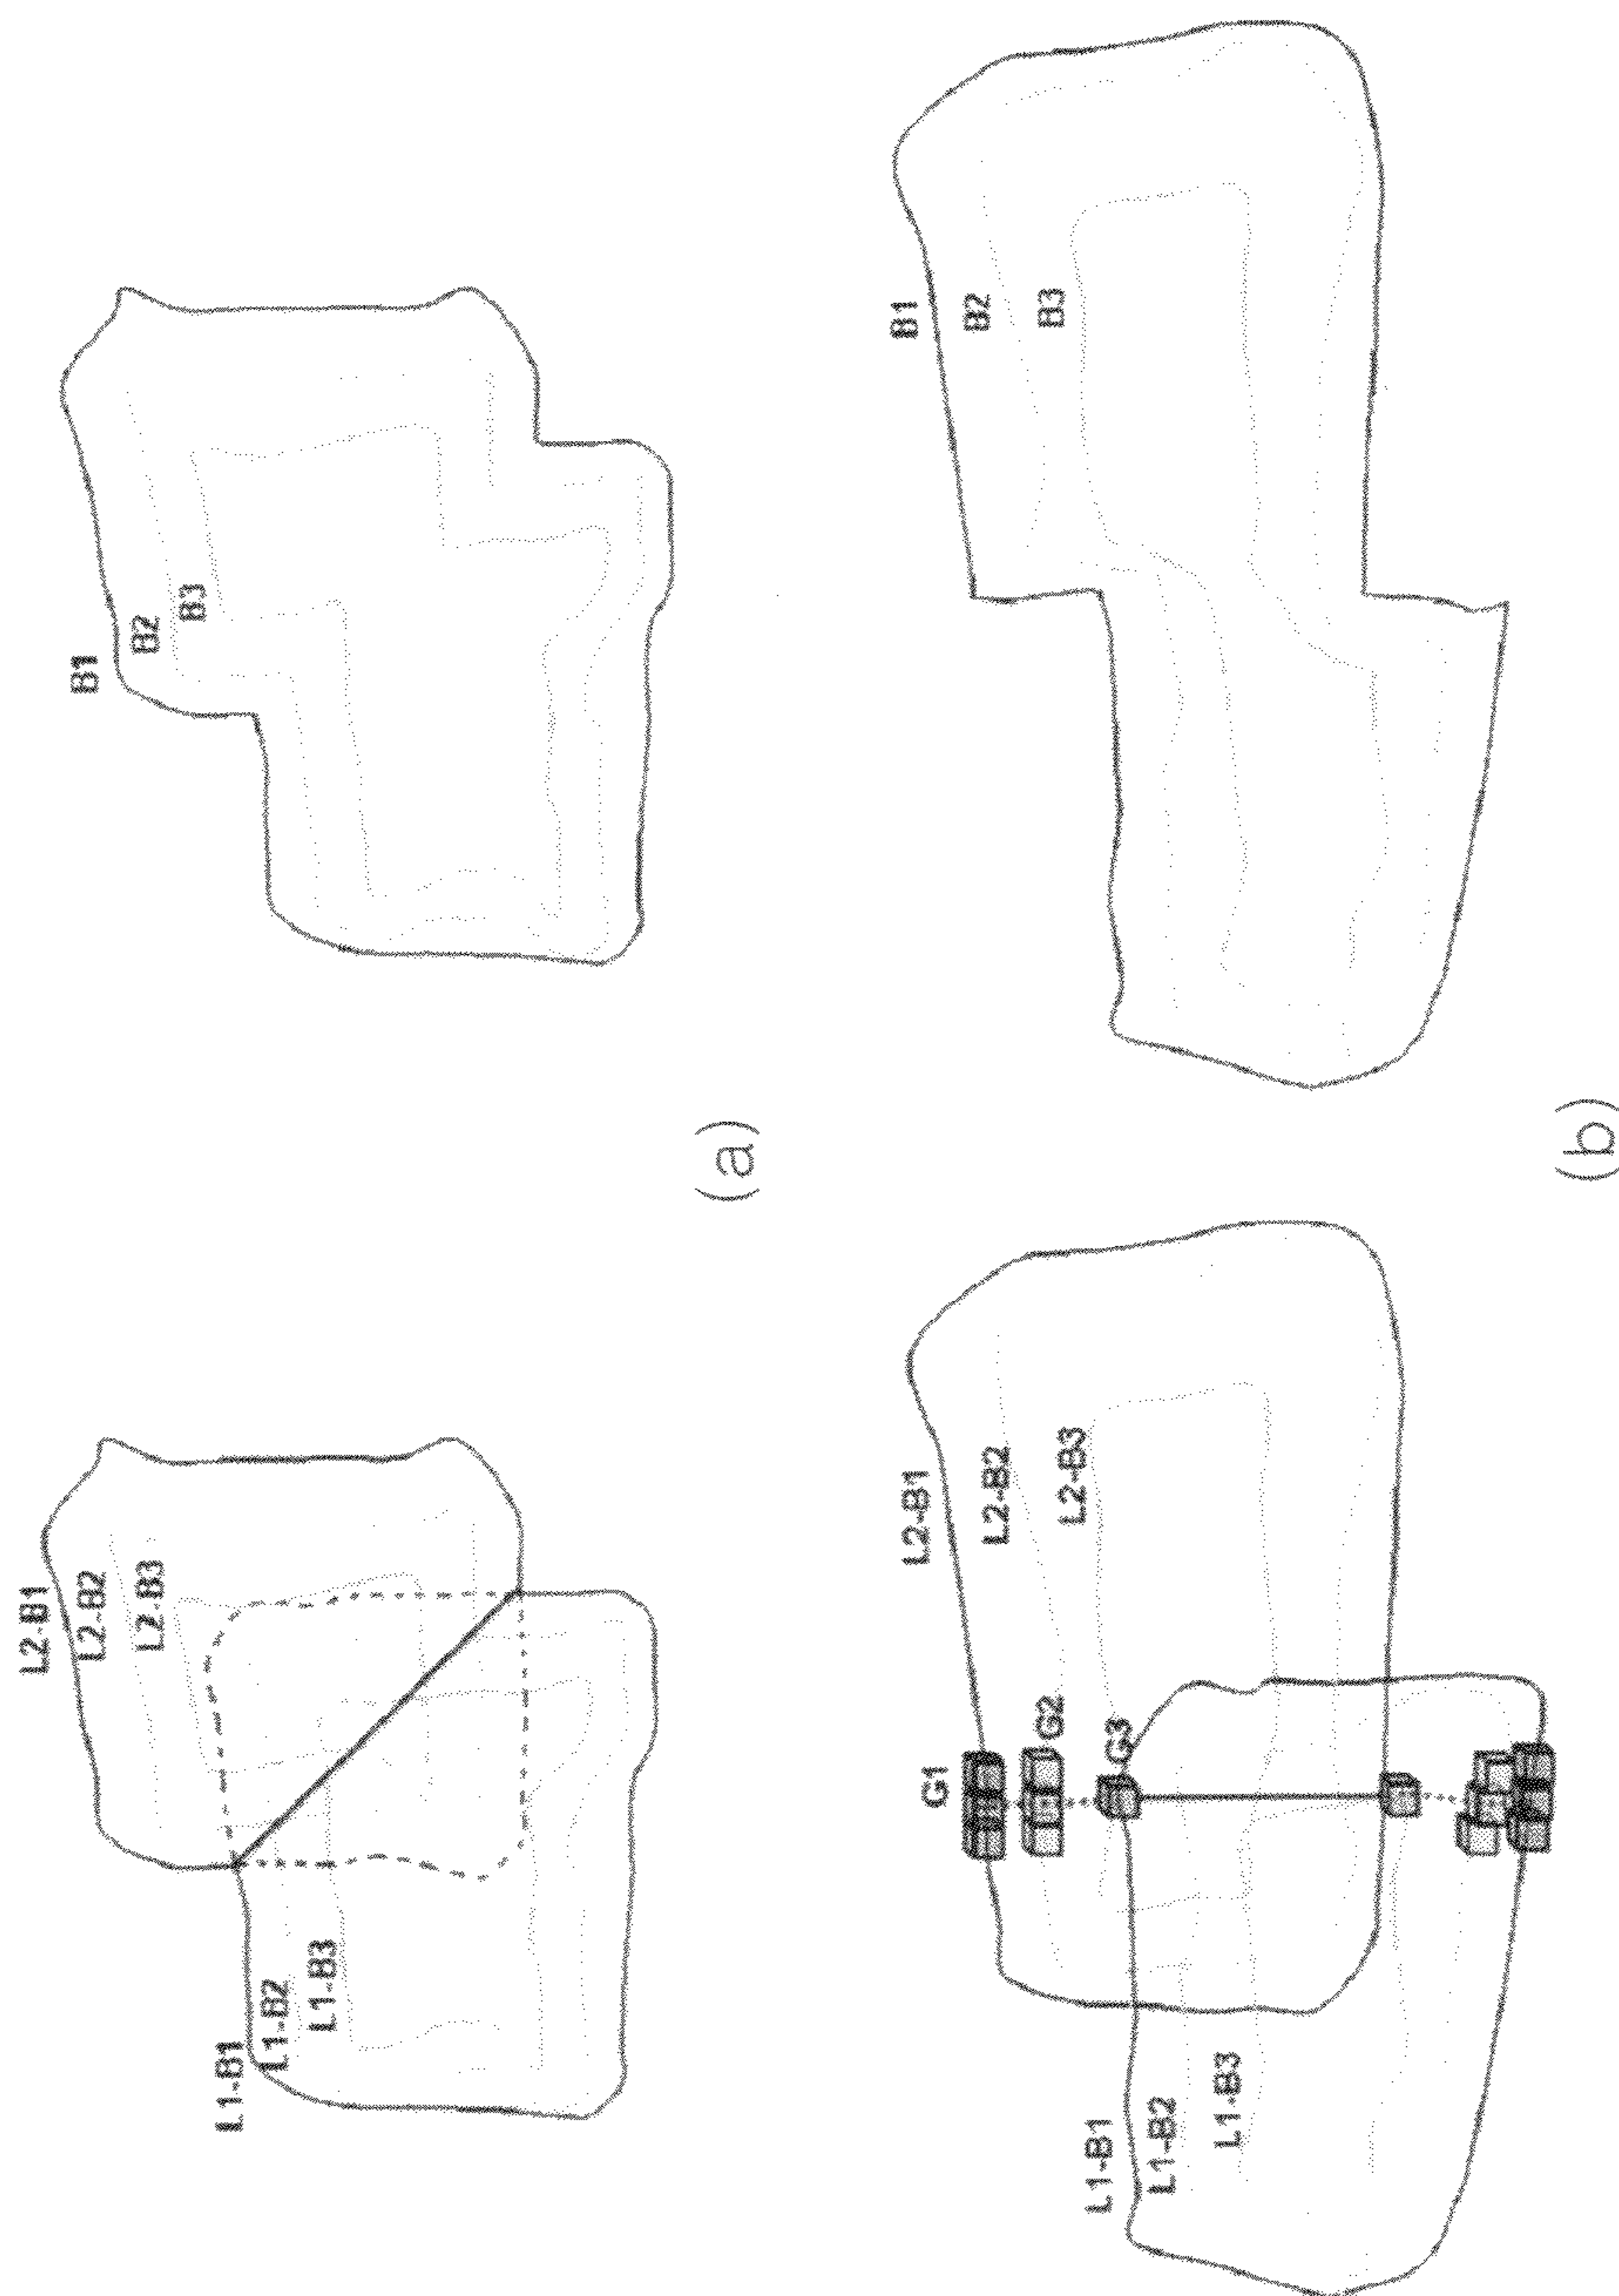 L2-B1
L2-B2
L2-B3
L1-B1
L1-B2
L1-B3
B1
B2
B3
(a)
L2-B1
L2-B2
L2-B3
G1
G2
G3
L1-B1
L1-B2
L1-B3
B1
B2
B3
(b)